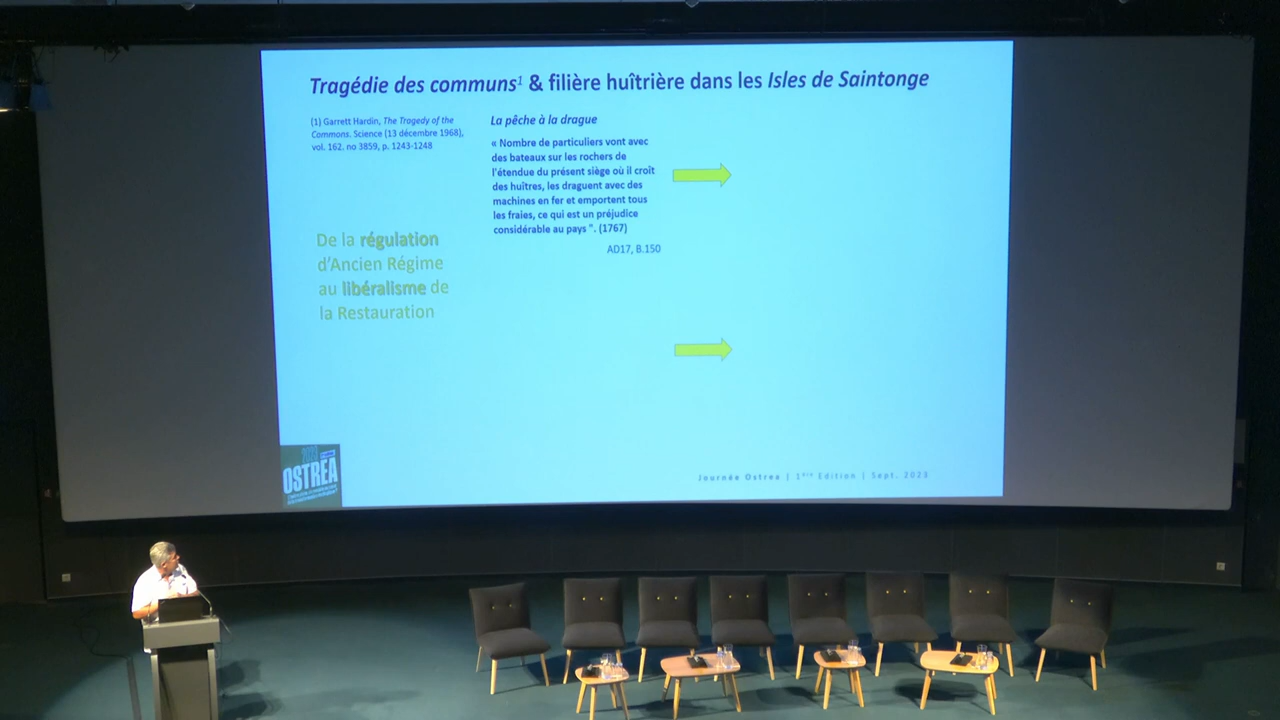 Tragédie des communs¹ & filière huîtrière dans les Isles de Saintonge
(1) Garrett Hardin, The Tragedy of the
Commons. Science (13 décembre 1968),
vol. 162. no 3859, p. 1243-1248
La pêche à la drague
« Nombre de particuliers vont avec
des bateaux sur les rochers de
l'étendue du présent siège où il croît
des huîtres, les draguent avec des
machines en fer et emportent tous
les fraies, ce qui est un préjudice
considérable au pays ". (1767)
AD17, B.150
De la régulation
d'Ancien Régime
au libéralisme de
la Restauration
OSTREA
Journée Ostrea | 1ère Edition | Sept. 2023